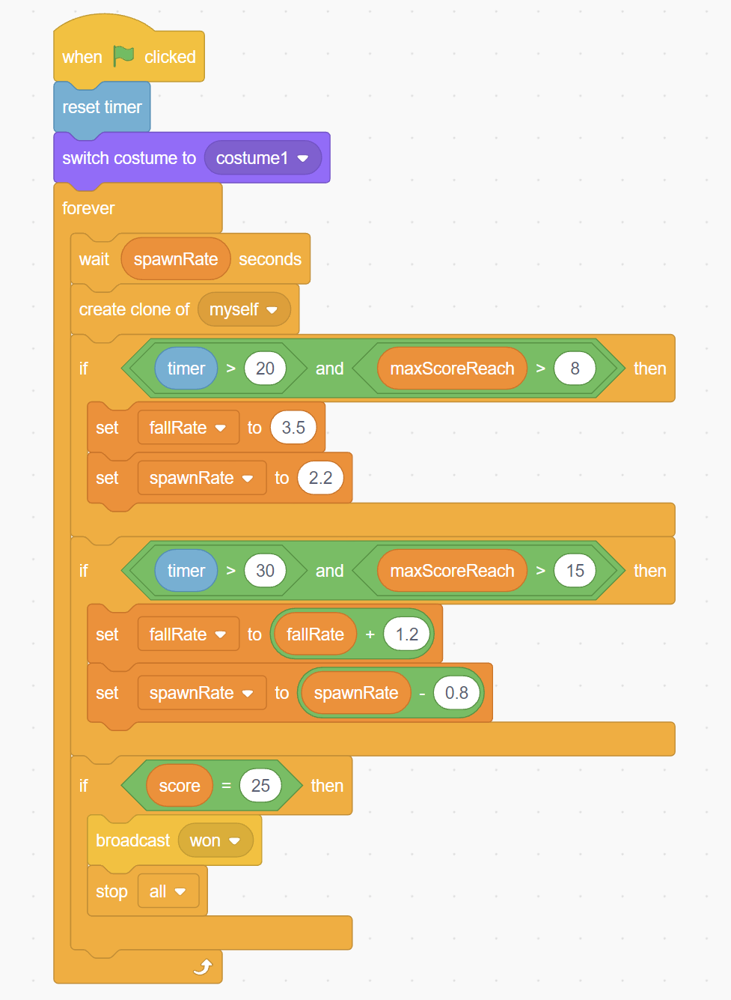 when clicked
reset timer
switch costume to costume1
forever
wait spawnRate seconds
create clone of myself
if timer > 20 and maxScoreReach > 8 then
set fallRate to 3.5
set spawnRate to 2.2
if timer > 30 and maxScoreReach > 15 then
set fallRate to fallRate + 1.2
set spawnRate to spawnRate - 0.8
if score = 25 then
broadcast won
stop all